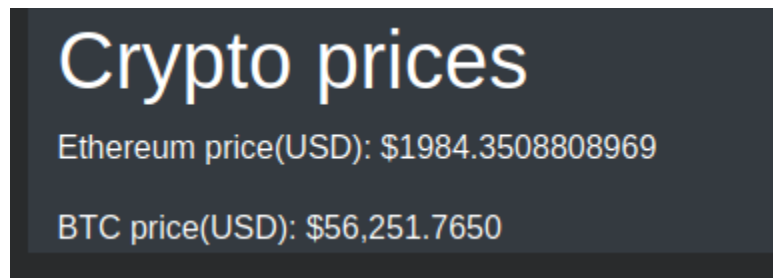 Crypto prices
Ethereum price(USD): $1984.3508808969
BTC price(USD): $56,251.7650